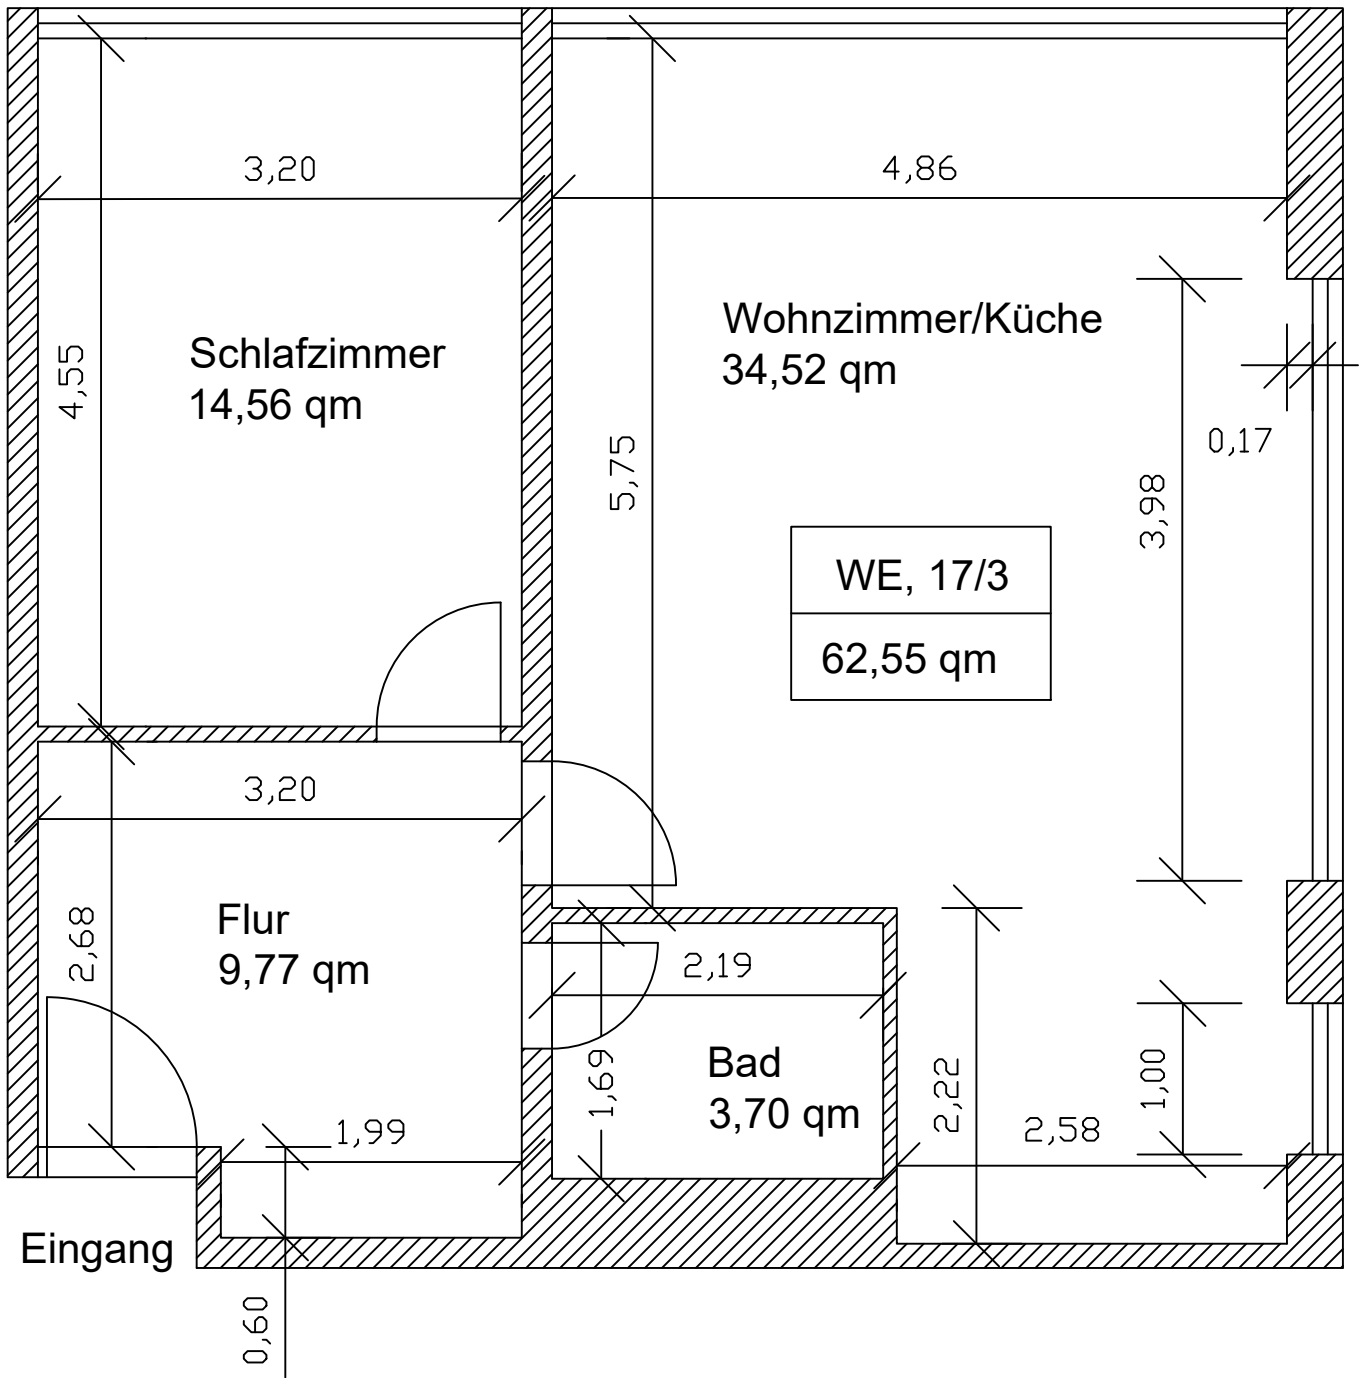 3,20
4,86
Wohnzimmer/Küche
34,52 qm
Schlafzimmer
14,56 qm
4,55
5,75
0,17
3,98
WE, 17/3
62,55 qm
3,20
Flur
9,77 qm
2,68
2,19
Bad
3,70 qm
1,69
2,22
1,00
2,58
1,99
Eingang
0,60